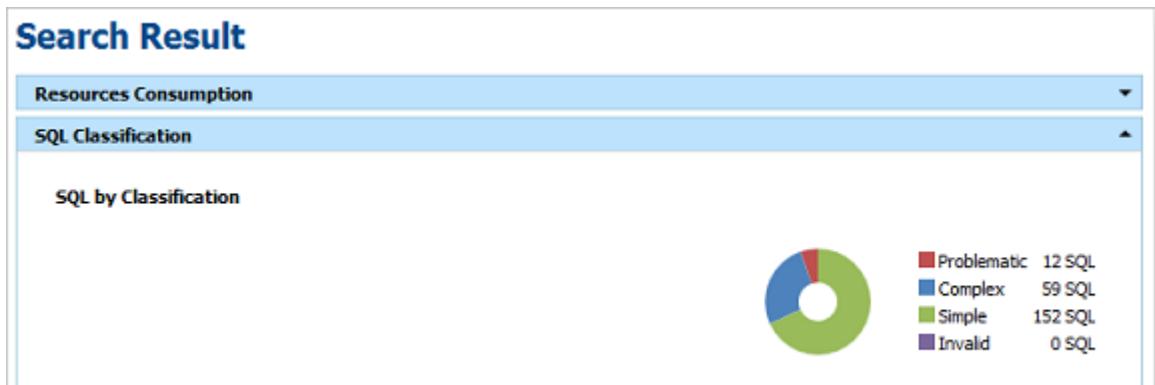 Search Result
Resources Consumption
SQL Classification
SQL by Classification
Problematic 12 SQL
Complex 59 SQL
Simple 152 SQL
Invalid 0 SQL